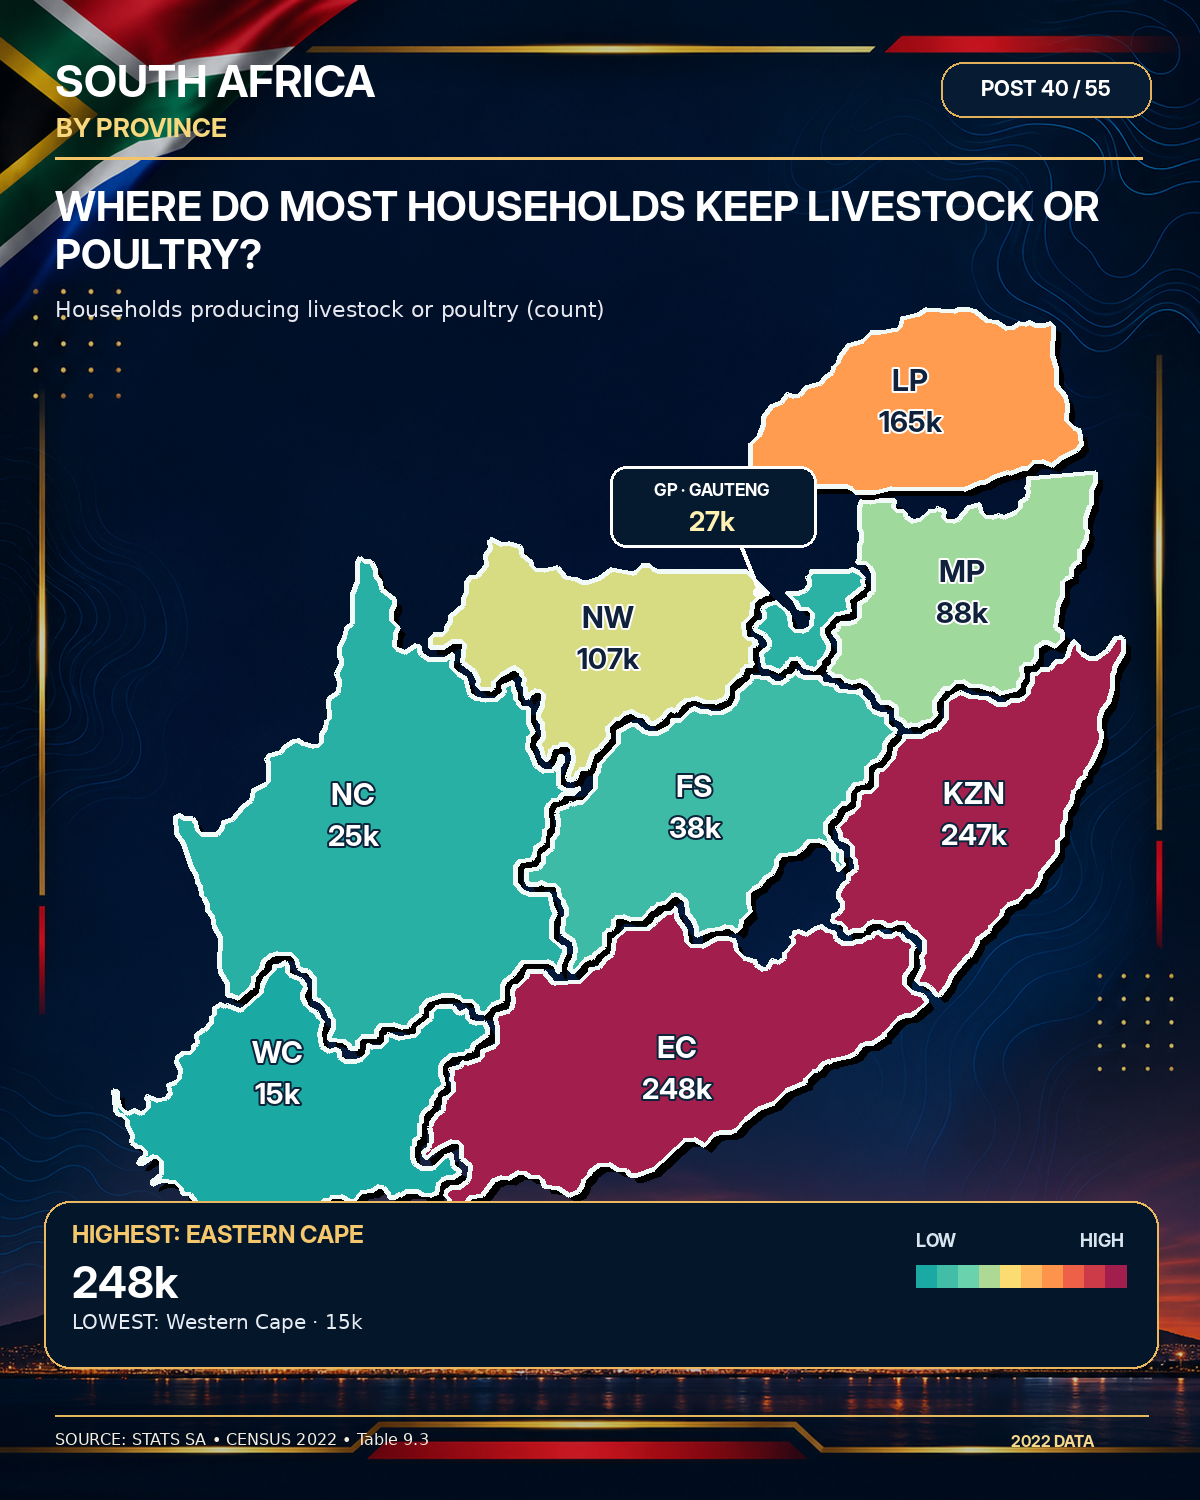 SOUTH AFRICA
BY PROVINCE
POST 40 / 55
WHERE DO MOST HOUSEHOLDS KEEP LIVESTOCK OR
POULTRY?
Households producing livestock or poultry (count)
LP
165k
GP · GAUTENG
27k
MP
88k
NW
107k
NC
25k
FS
38k
KZN
247k
WC
15k
EC
248k
HIGHEST: EASTERN CAPE
248k
LOWEST: Western Cape · 15k
LOW HIGH
SOURCE: STATS SA • CENSUS 2022 • Table 9.3
2022 DATA